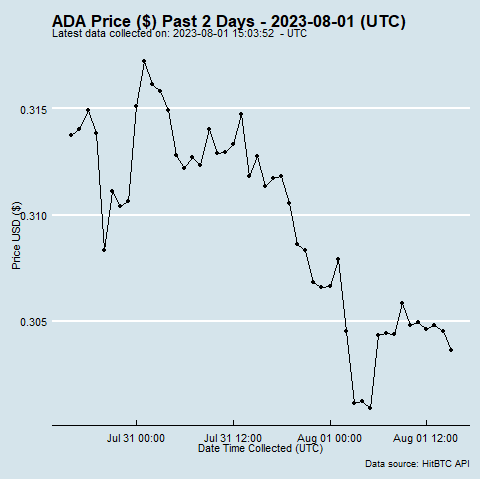 ADA Price ($) Past 2 Days - 2023-08-01 (UTC)
Latest data collected on: 2023-08-01 15:03:52 - UTC
0.315
0.310
0.305
Price USD ($)
Jul 31 00:00 Jul 31 12:00 Aug 01 00:00 Aug 01 12:00
Date Time Collected (UTC)
Data source: HitBTC API